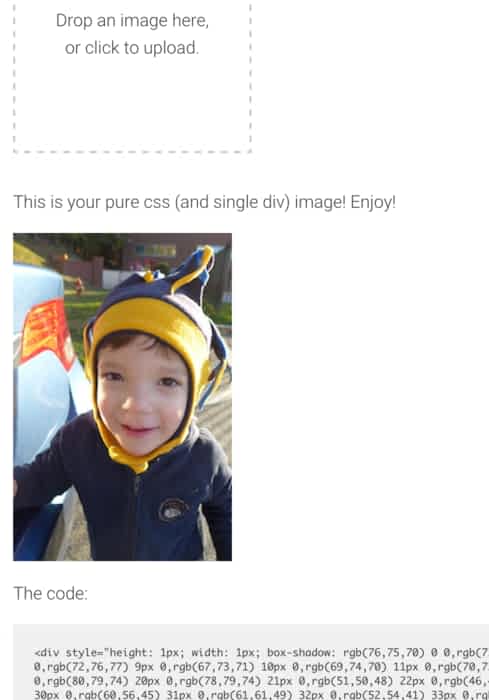 Drop an image here,
or click to upload.
This is your pure css (and single div) image! Enjoy!
The code:
<div style="height: 1px; width: 1px; box-shadow: rgb(76,75,70) 0 0,rgb(7
0,rgb(72,76,77) 9px 0,rgb(67,73,71) 10px 0,rgb(69,74,70) 11px 0,rgb(70,7
0,rgb(80,79,74) 20px 0,rgb(78,79,74) 21px 0,rgb(51,50,48) 22px 0,rgb(46,
30px 0,rgb(60,56,45) 31px 0,rgb(61,61,49) 32px 0,rgb(52,54,41) 33px 0,rg